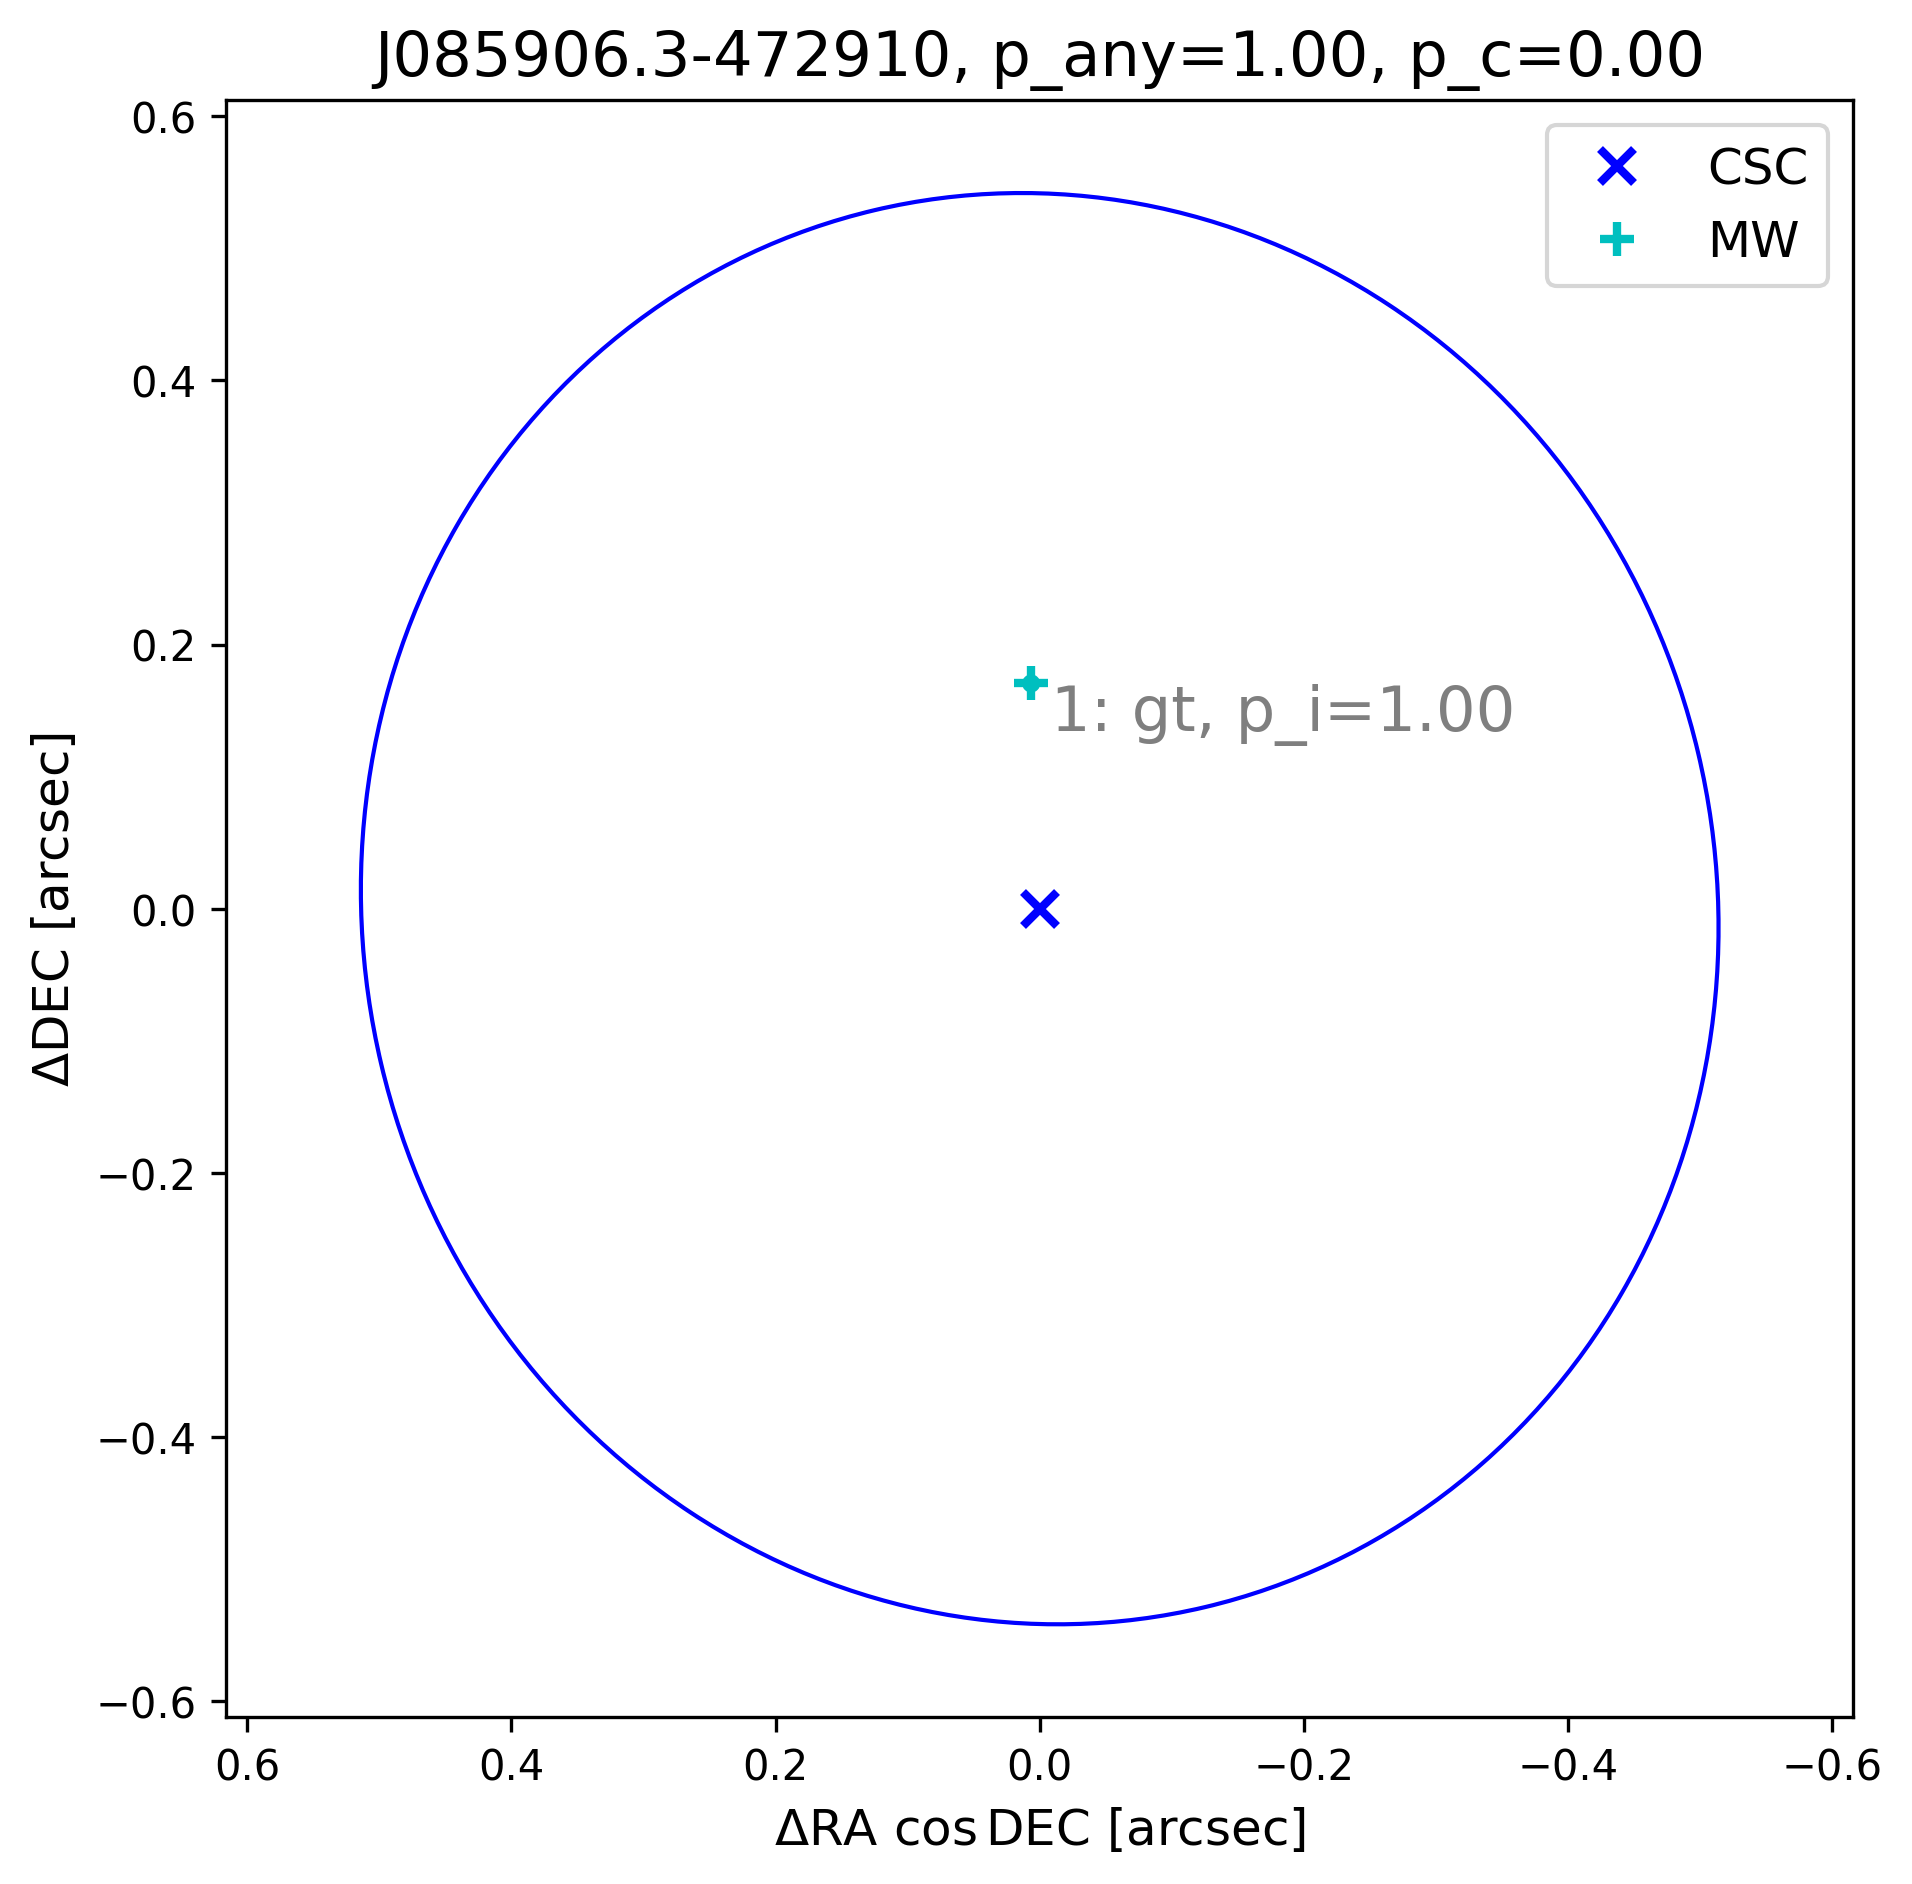 J085906.3-472910, p_any=1.00, p_c=0.00
CSC
MW
0.6
0.4
0.2
0.0
−0.2
−0.4
−0.6
ΔDEC [arcsec]
1: gt, p_i=1.00
0.6 0.4 0.2 0.0 −0.2 −0.4 −0.6
ΔRA cos DEC [arcsec]